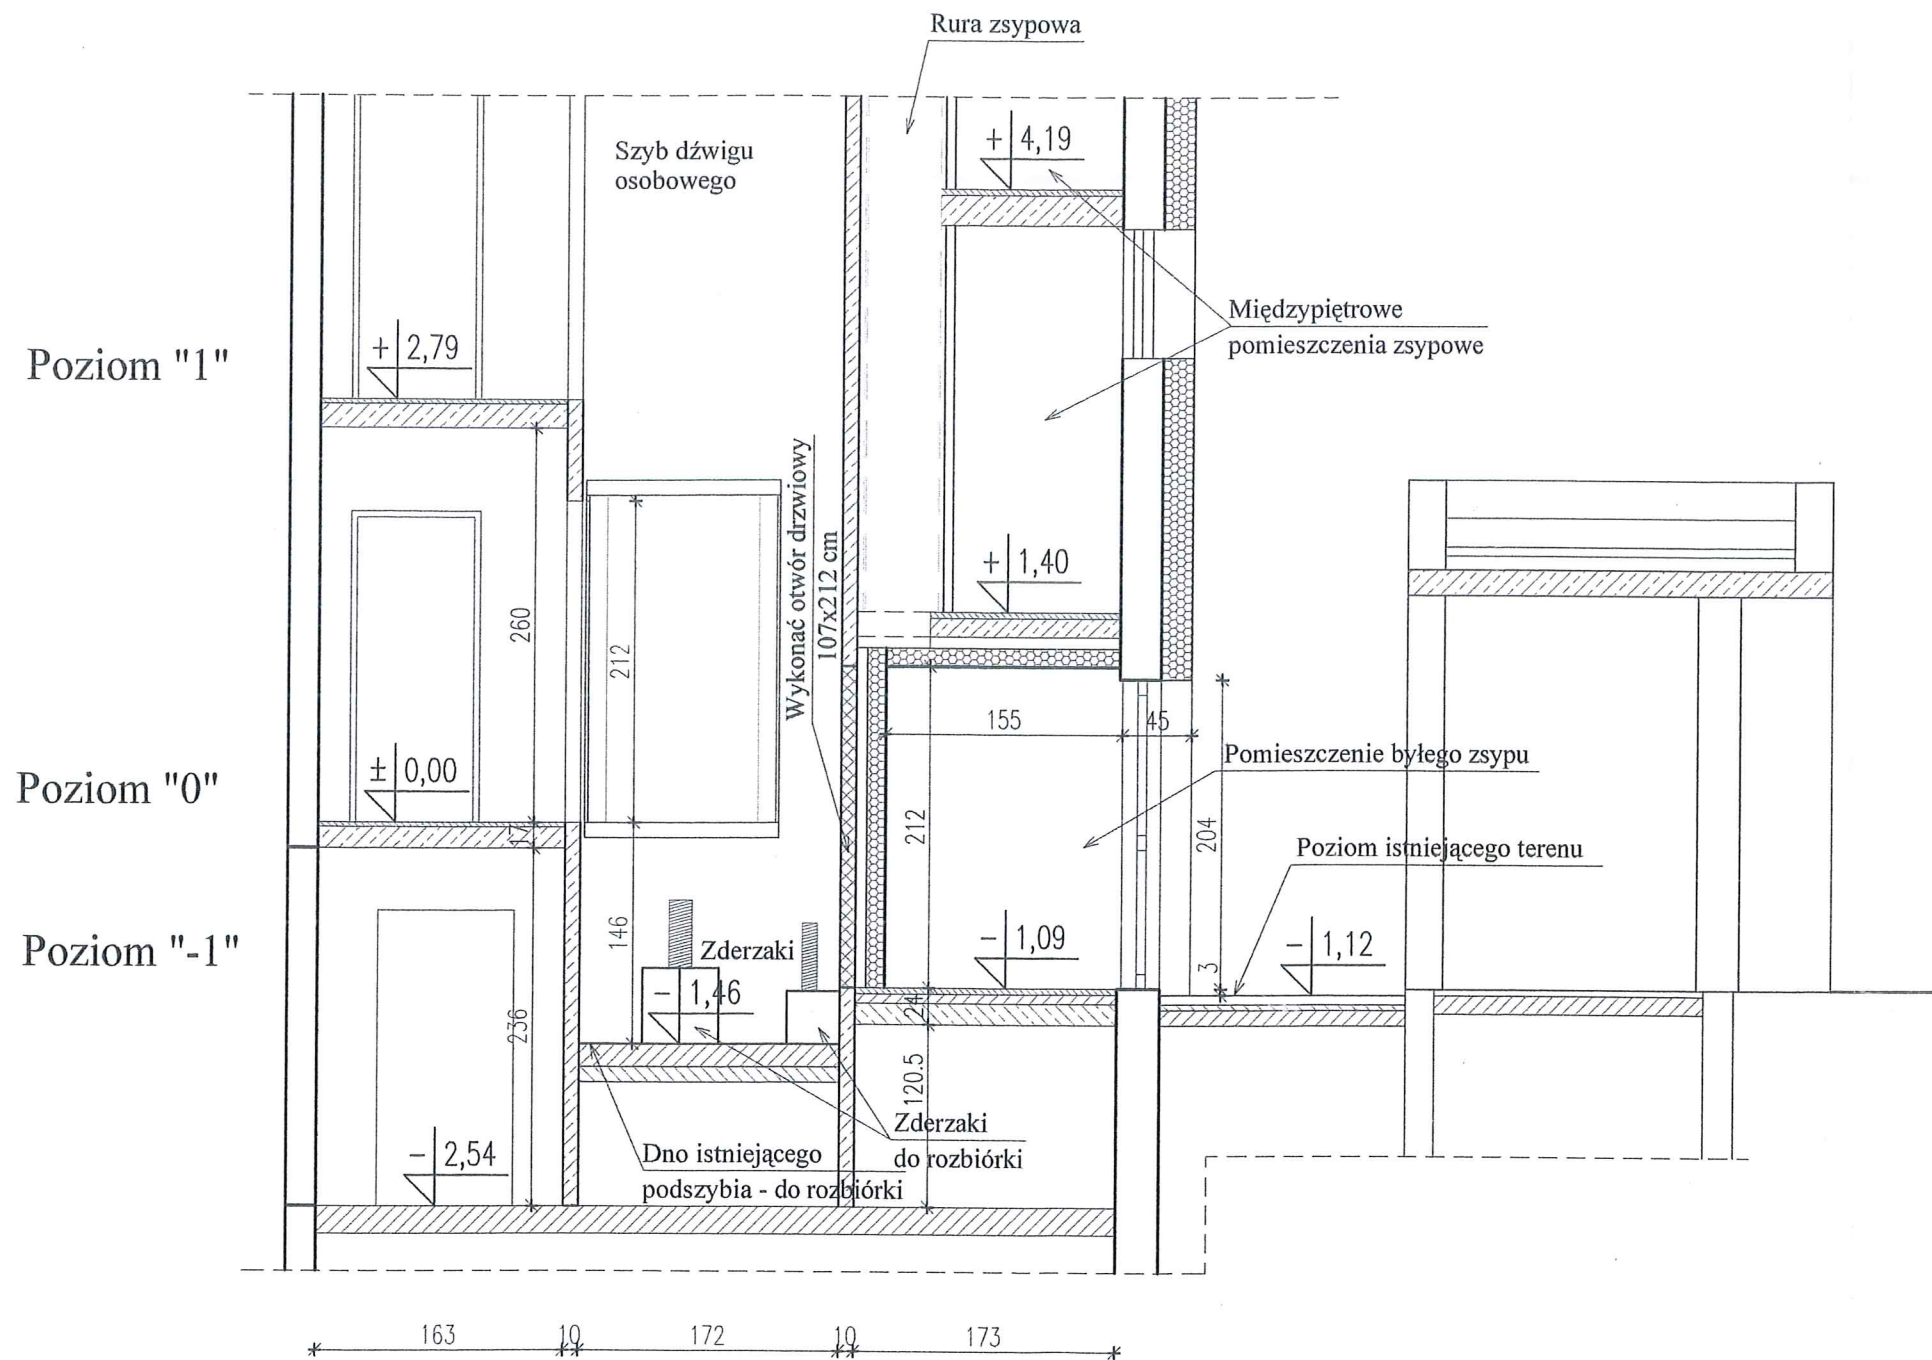 Rura zsypowa
Szyb dźwigu
osobowego
+ 4,19
Międzypiętrowe
pomieszczenia zsypowe
Poziom "1"
+ 2,79
Wykonać otwór drzwiowy
107x212 cm
+ 1,40
260
212
155
45
Pomieszczenie byłego zsypu
Poziom "0"
± 0,00
17
212
204
Poziom istniejącego terenu
Poziom "-1"
146
Zderzaki
- 1,46
- 1,09
3
- 1,12
24
236
120.5
Zderzaki
do rozbiórki
- 2,54
Dno istniejącego
podszybia - do rozbiórki
163
10
172
10
173